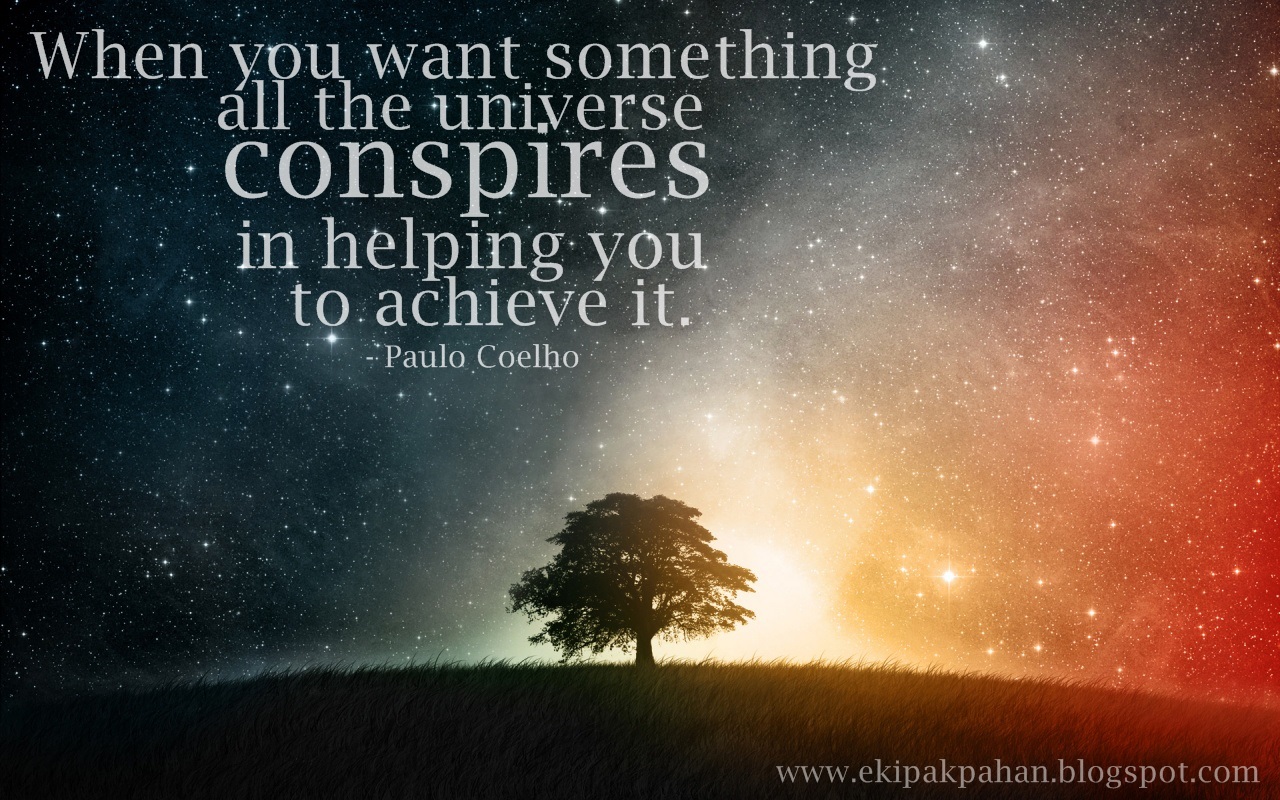 When you want something
all the universe
conspires
in helping you
to achieve it.
- Paulo Coelho
www.ekipakpahan.blogspot.com